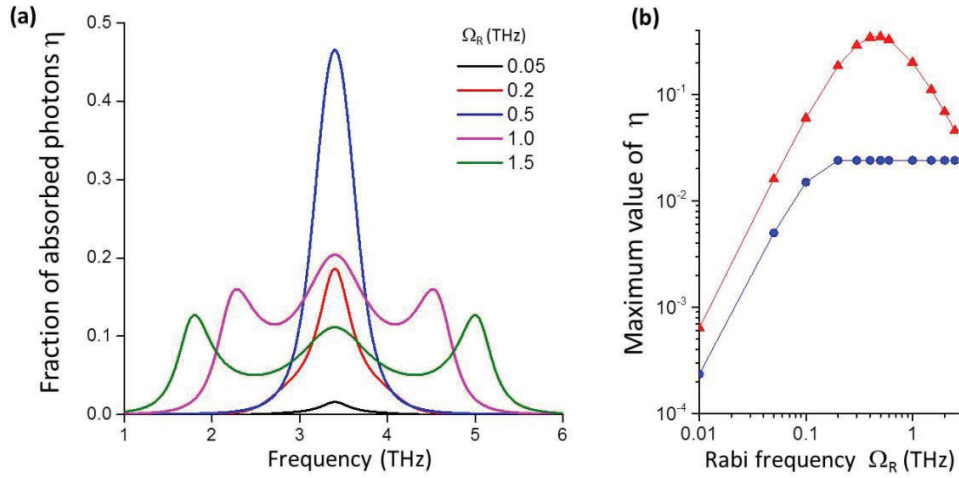 (a)
0.5
0.4
0.3
0.2
0.1
0.0
Fraction of absorbed photons η
Ω_R (THz)
0.05
0.2
0.5
1.0
1.5
1 2 3 4 5 6
Frequency (THz)
(b)
10^-1
10^-2
10^-3
10^-4
Maximum value of η
0.01 0.1 1
Rabi frequency Ω_R (THz)